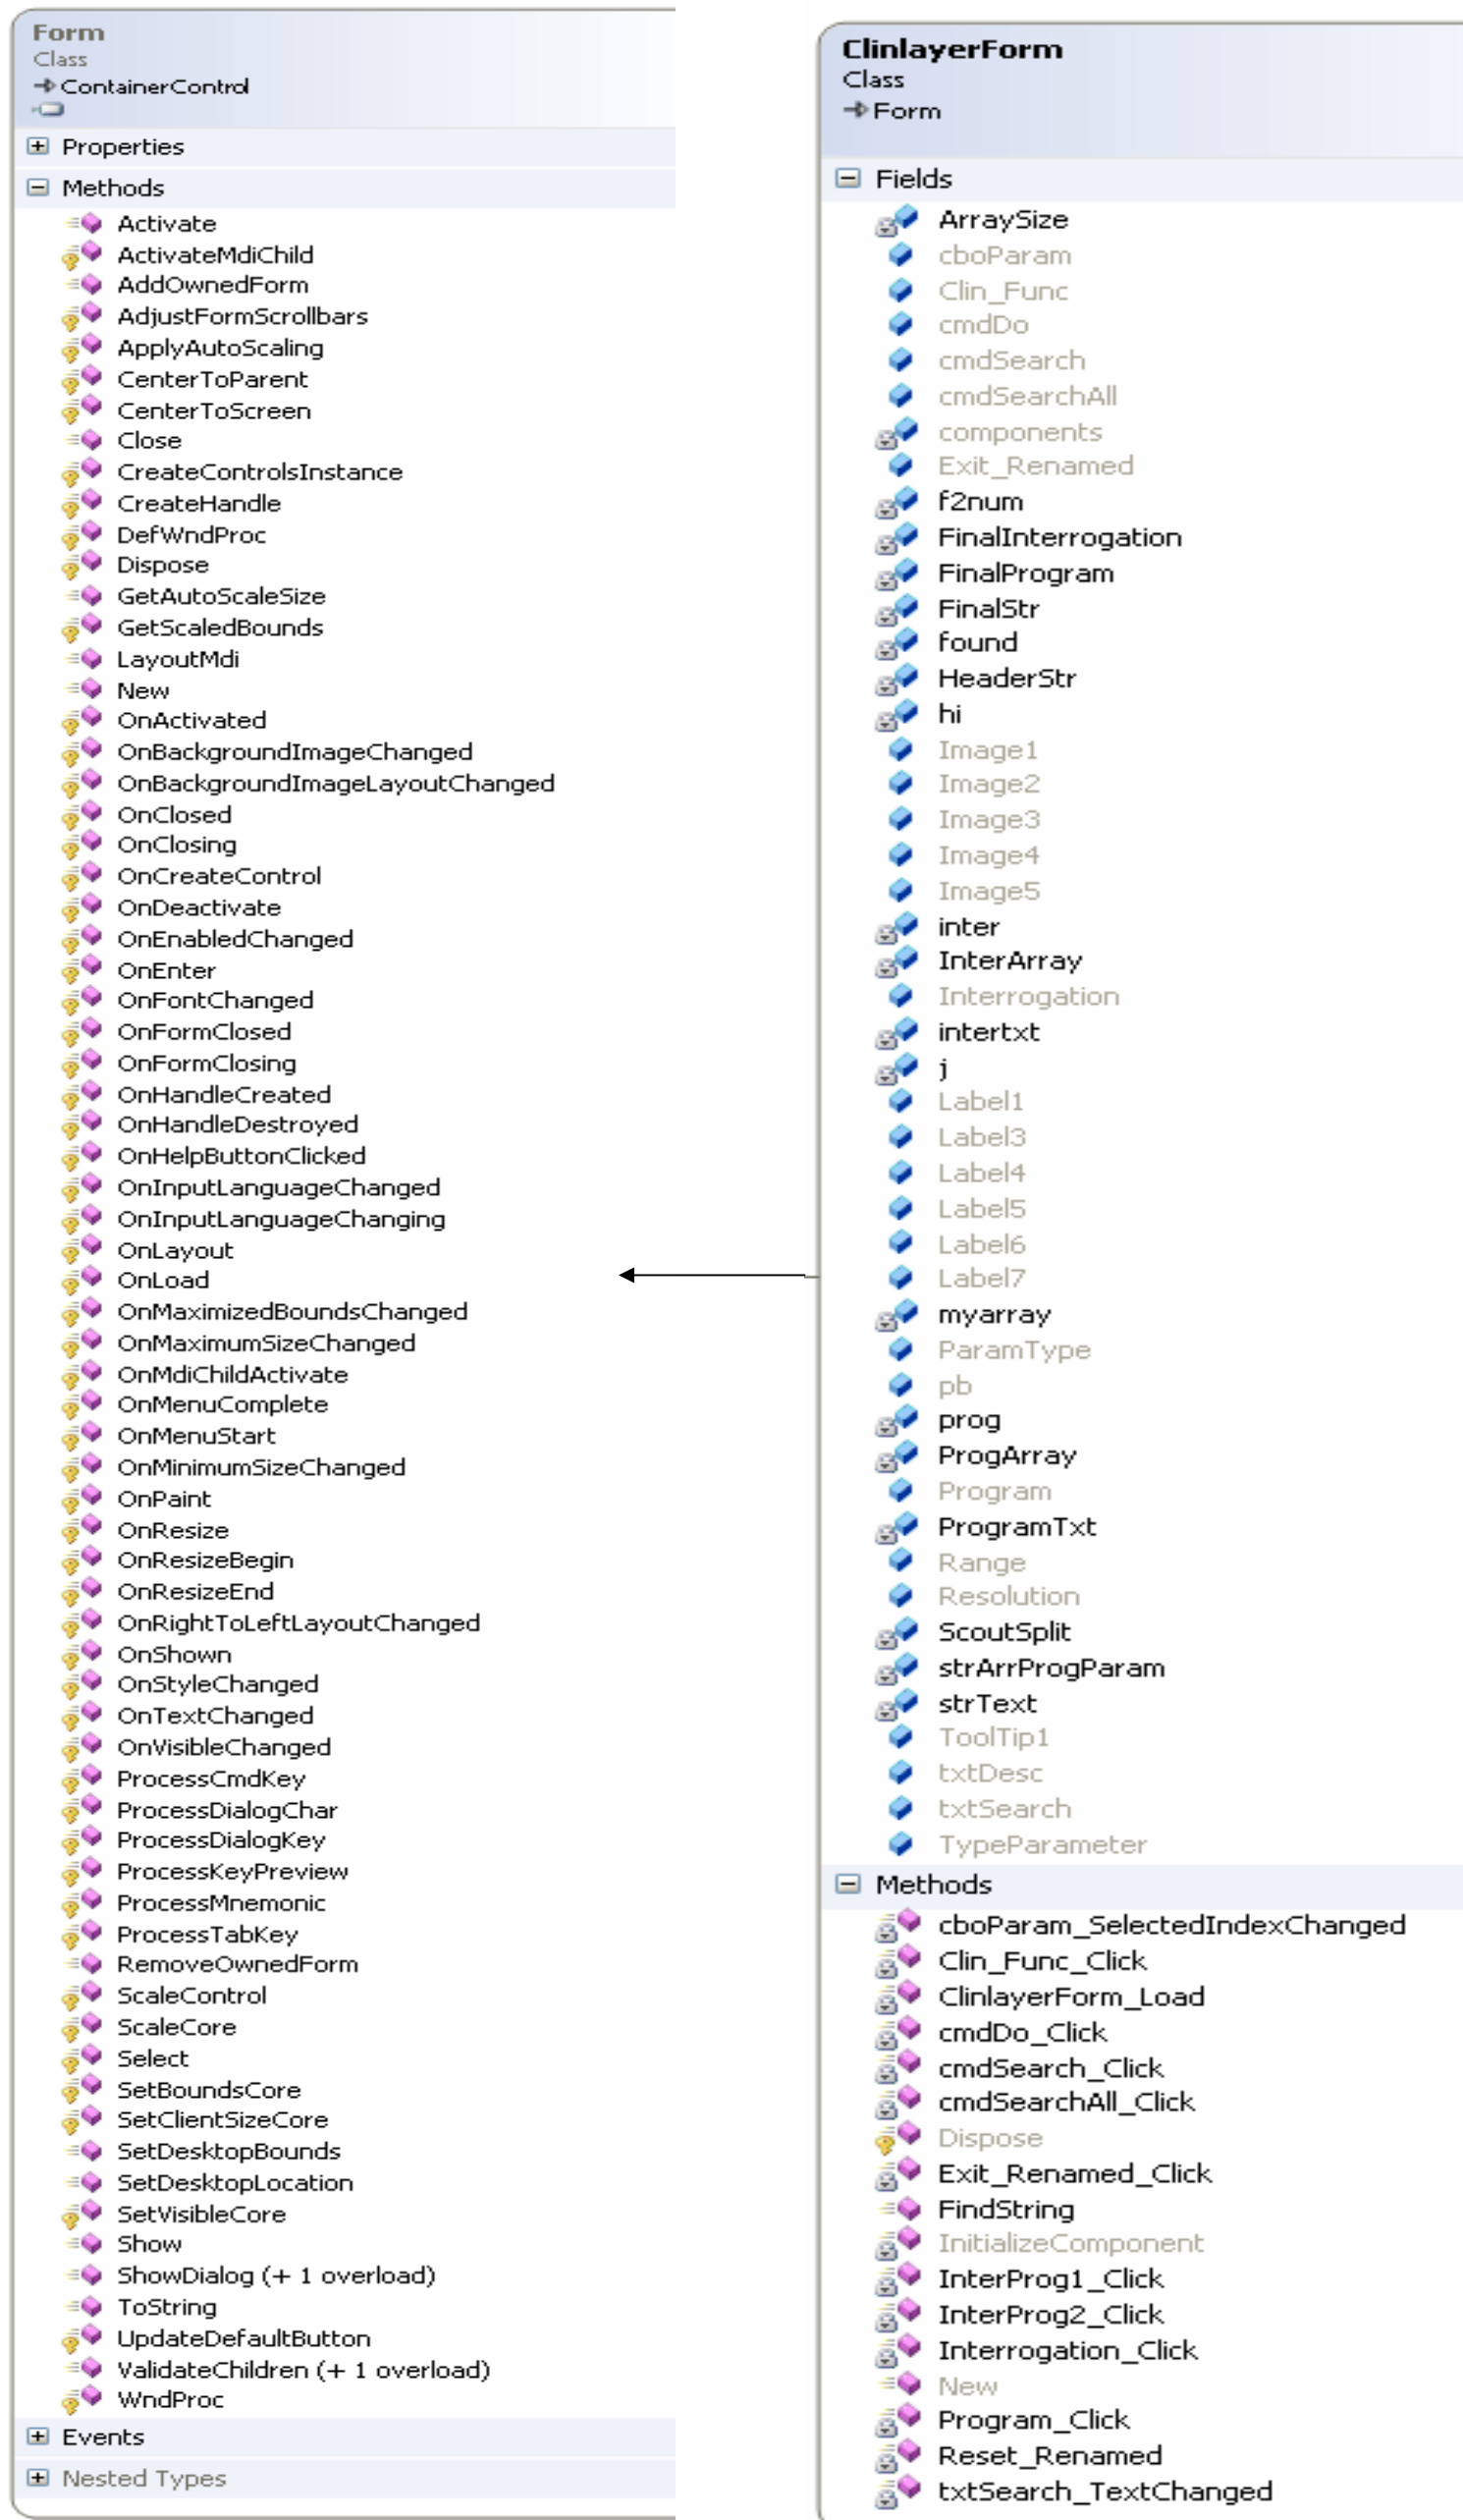 Form
Class
ContainerControl
Properties
Methods
Activate
ActivateMdiChild
AddOwnedForm
AdjustFormScrollbars
ApplyAutoScaling
CenterToParent
CenterToScreen
Close
CreateControlsInstance
CreateHandle
DefWndProc
Dispose
GetAutoScaleSize
GetScaledBounds
LayoutMdi
New
OnActivated
OnBackgroundImageChanged
OnBackgroundImageLayoutChanged
OnClosed
OnClosing
OnCreateControl
OnDeactivate
OnEnabledChanged
OnEnter
OnFontChanged
OnFormClosed
OnFormClosing
OnHandleCreated
OnHandleDestroyed
OnHelpButtonClicked
OnInputLanguageChanged
OnInputLanguageChanging
OnLayout
OnLoad
OnMaximizedBoundsChanged
OnMaximumSizeChanged
OnMdiChildActivate
OnMenuComplete
OnMenuStart
OnMinimumSizeChanged
OnPaint
OnResize
OnResizeBegin
OnResizeEnd
OnRightToLeftLayoutChanged
OnShown
OnStyleChanged
OnTextChanged
OnVisibleChanged
ProcessCmdKey
ProcessDialogChar
ProcessDialogKey
ProcessKeyPreview
ProcessMnemonic
ProcessTabKey
RemoveOwnedForm
ScaleControl
ScaleCore
Select
SetBoundsCore
SetClientSizeCore
SetDesktopBounds
SetDesktopLocation
SetVisibleCore
Show
ShowDialog (+ 1 overload)
ToString
UpdateDefaultButton
ValidateChildren (+ 1 overload)
WndProc
Events
Nested Types
ClinlayerForm
Class
Form
Fields
ArraySize
cboParam
Clin_Func
cmdDo
cmdSearch
cmdSearchAll
components
Exit_Renamed
f2num
FinalInterrogation
FinalProgram
FinalStr
found
HeaderStr
hi
Image1
Image2
Image3
Image4
Image5
inter
InterArray
Interrogation
intertxt
j
Label1
Label3
Label4
Label5
Label6
Label7
myarray
ParamType
pb
prog
ProgArray
Program
ProgramTxt
Range
Resolution
ScoutSplit
strArrProgParam
strText
ToolTip1
txtDesc
txtSearch
TypeParameter
Methods
cboParam_SelectedIndexChanged
Clin_Func_Click
ClinlayerForm_Load
cmdDo_Click
cmdSearch_Click
cmdSearchAll_Click
Dispose
Exit_Renamed_Click
FindString
InitializeComponent
InterProg1_Click
InterProg2_Click
Interrogation_Click
New
Program_Click
Reset_Renamed
txtSearch_TextChanged